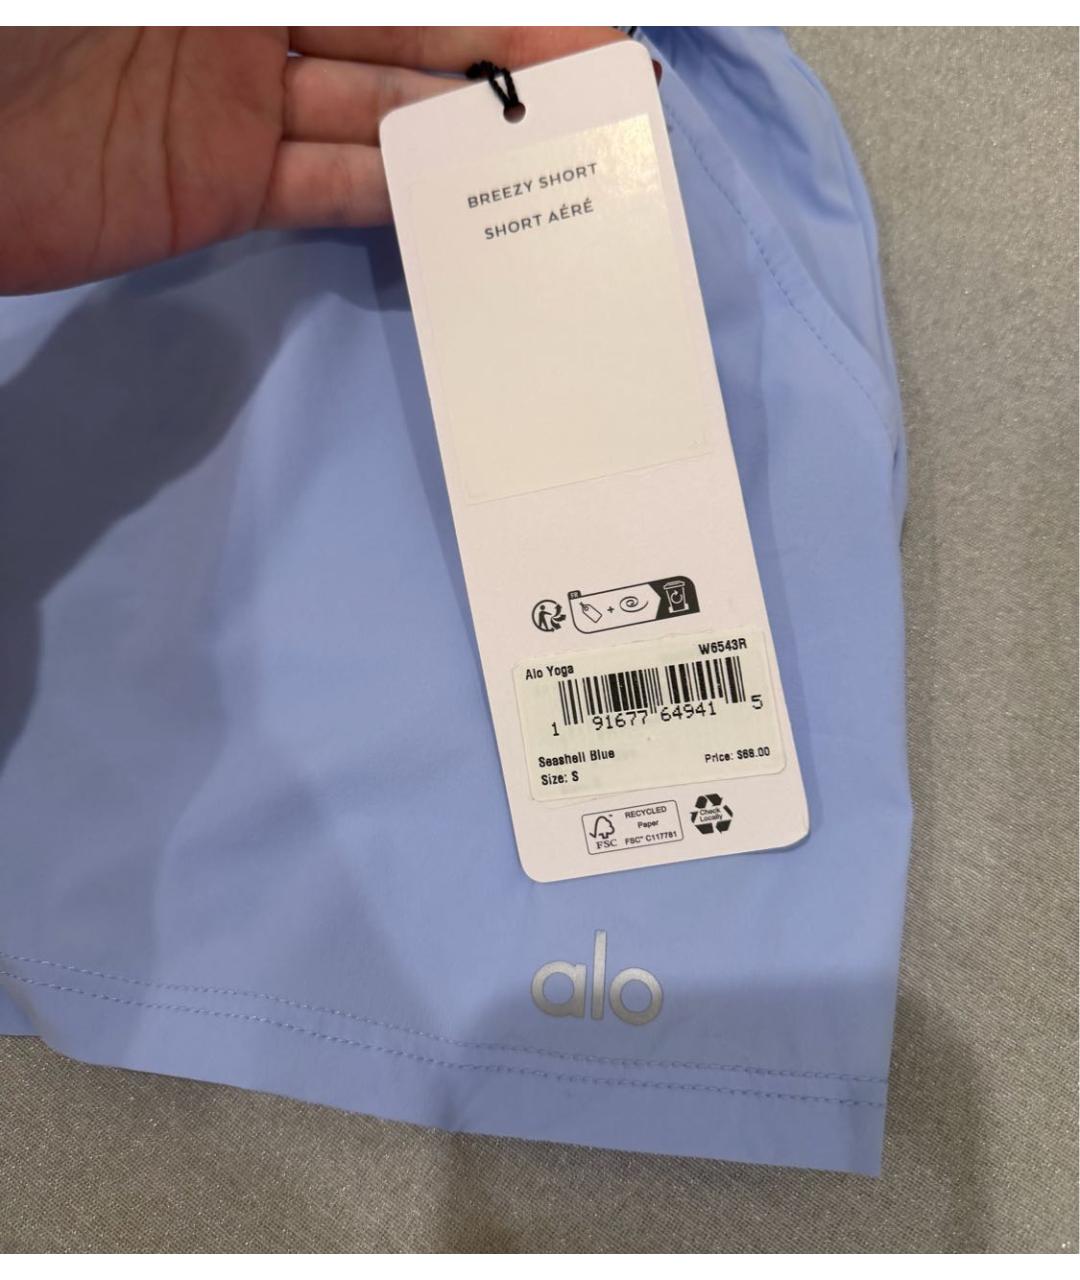 BREEZY SHORT
SHORT AÉRÉ
FR
+
W6543R
Alo Yoga
1 91677 64941 5
Seashell Blue
Price: $68.00
Size: S
RECYCLED
Paper
FSC
FSC® C117781
Check
Locally
alo